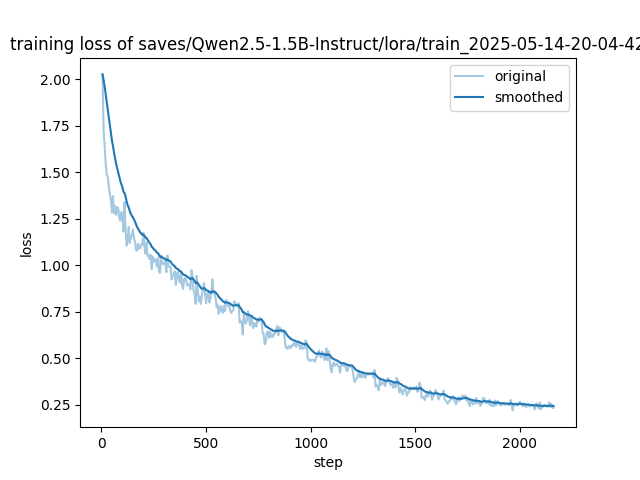 training loss of saves/Qwen2.5-1.5B-Instruct/lora/train_2025-05-14-20-04-42
original
smoothed
2.00
1.75
1.50
1.25
1.00
0.75
0.50
0.25
loss
0
500
1000
1500
2000
step